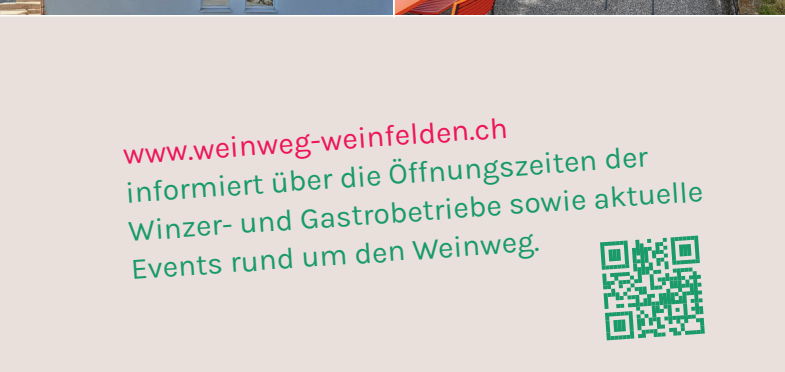 www.weinweg-weinfelden.ch
informiert über die Öffnungszeiten der
Winzer- und Gastrobetriebe sowie aktuelle
Events rund um den Weinweg.